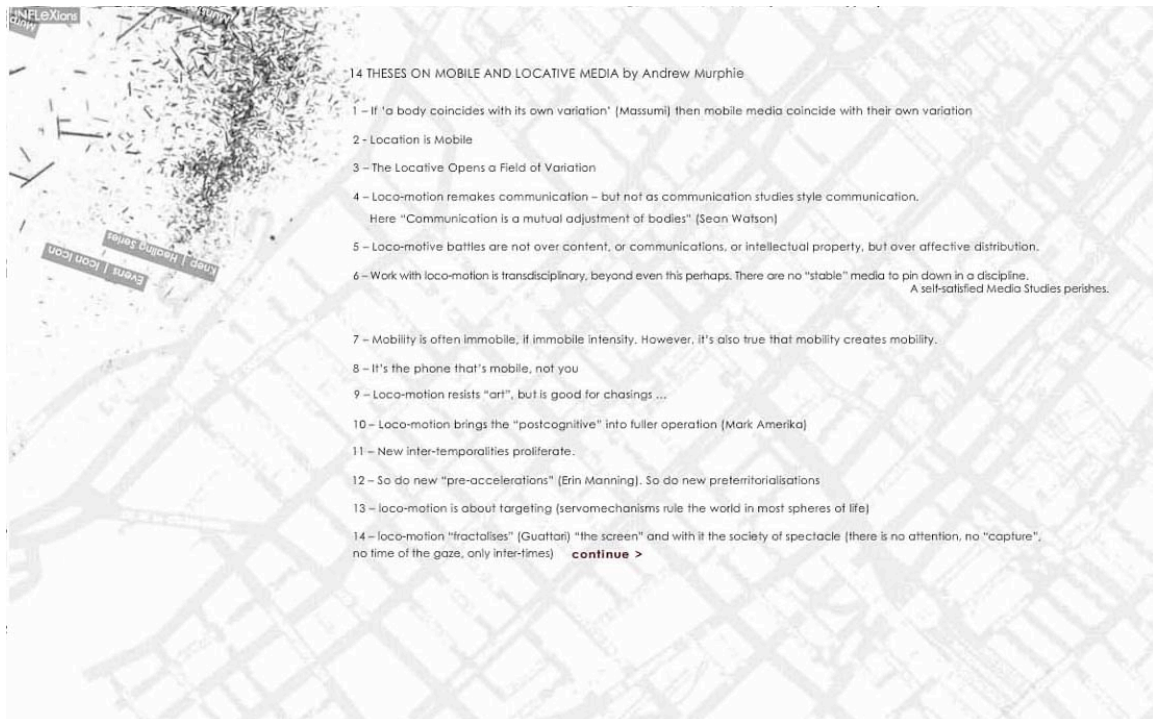 INFLeXions
Murp
Munst
14 THESES ON MOBILE AND LOCATIVE MEDIA by Andrew Murphie
1 – If 'a body coincides with its own variation' (Massumi) then mobile media coincide with their own variation
2 - Location is Mobile
3 – The Locative Opens a Field of Variation
4 – Loco-motion remakes communication – but not as communication studies style communication.
Here “Communication is a mutual adjustment of bodies” (Sean Watson)
Knep | Healing Series
Evens | Icon Icon
5 – Loco-motive battles are not over content, or communications, or intellectual property, but over affective distribution.
6 – Work with loco-motion is transdisciplinary, beyond even this perhaps. There are no “stable” media to pin down in a discipline.
A self-satisfied Media Studies perishes.
7 – Mobility is often immobile, if immobile intensity. However, it's also true that mobility creates mobility.
8 – It's the phone that's mobile, not you
9 – Loco-motion resists “art”, but is good for chasings ...
10 – Loco-motion brings the “postcognitive” into fuller operation (Mark Amerika)
11 – New inter-temporalities proliferate.
12 – So do new “pre-accelerations” (Erin Manning). So do new preterritorialisations
13 – loco-motion is about targeting (servomechanisms rule the world in most spheres of life)
14 – loco-motion “fractalises” (Guattari) “the screen” and with it the society of spectacle (there is no attention, no “capture”,
no time of the gaze, only inter-times) continue >